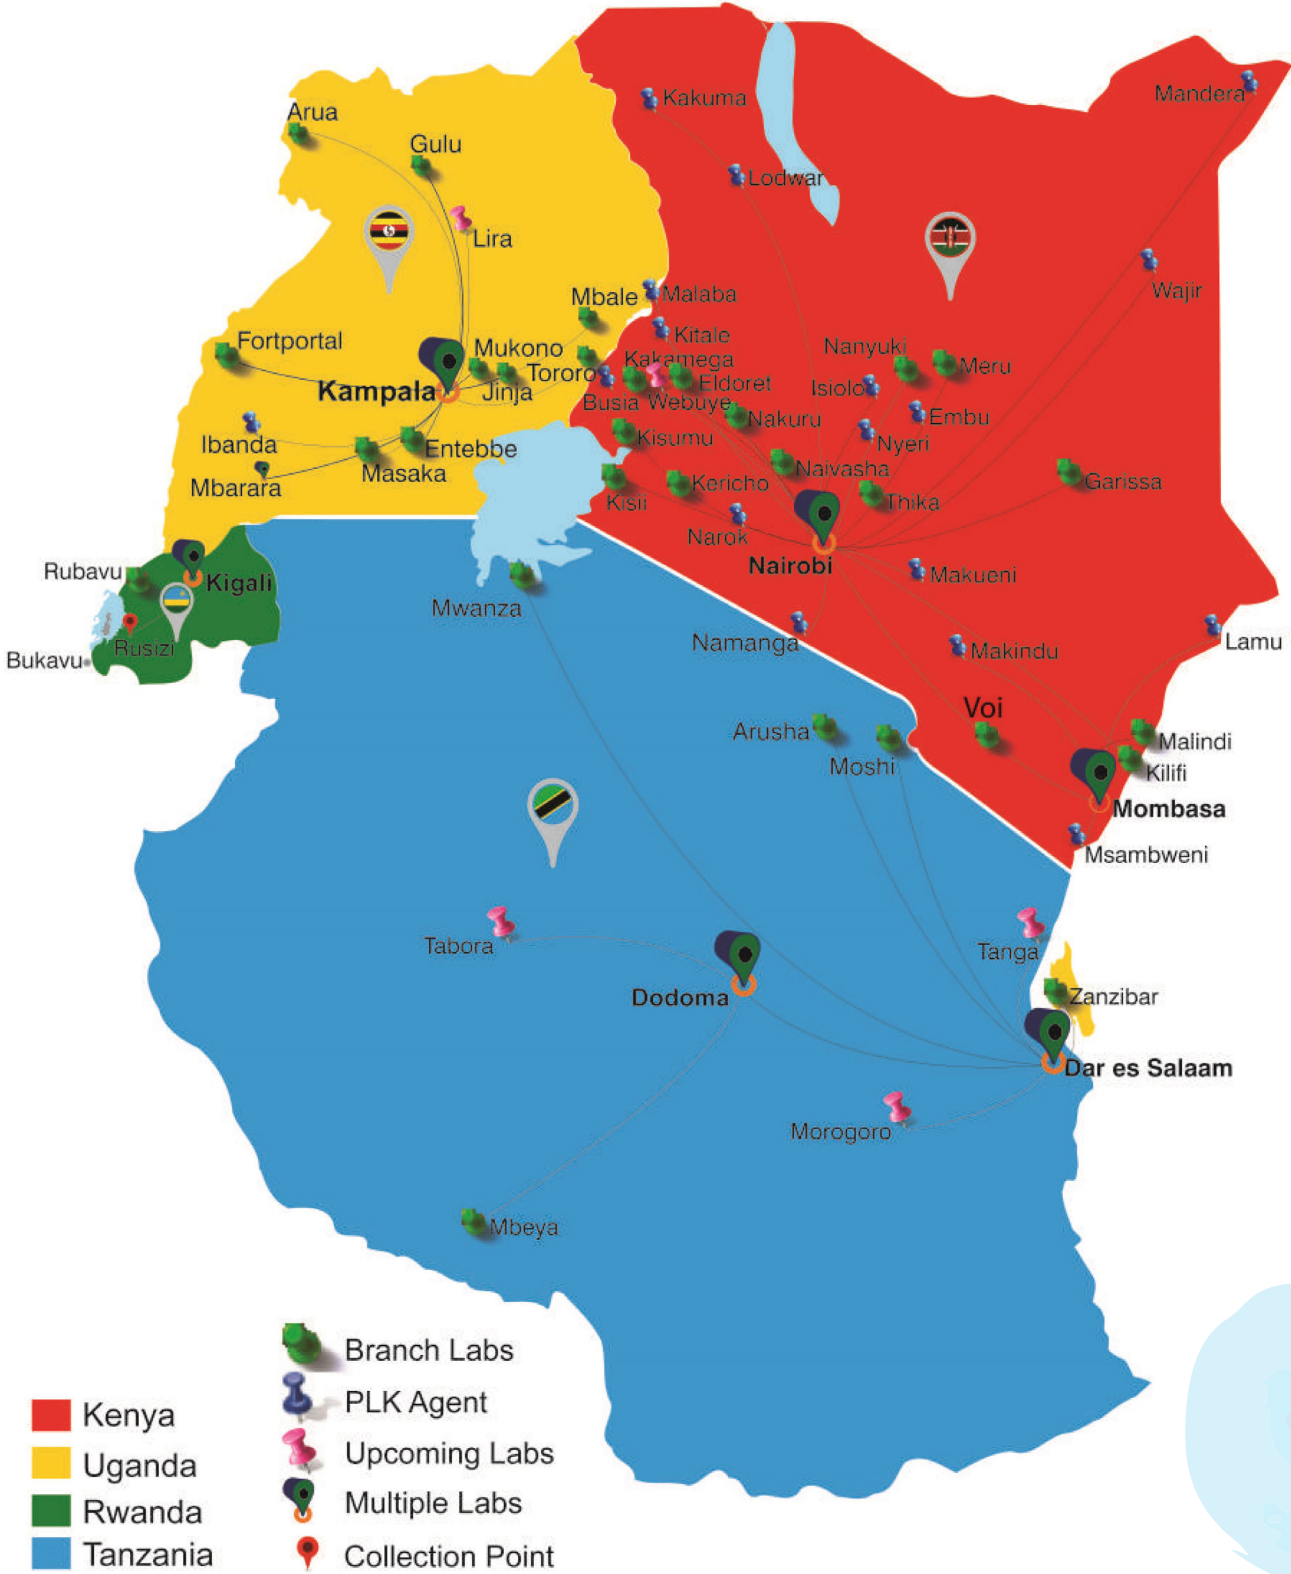 Kakuma
Mandera
Arua
Gulu
Lodwar
Lira
Wajir
Mbale
Malaba
Kitale
Fortportal
Mukono
Kakamega
Nanyuki
Meru
Kampala
Jinja
Tororo
Eldoret
Isiolo
Busia
Webuye
Nakuru
Embu
Ibanda
Entebbe
Kisumu
Nyeri
Masaka
Naivasha
Mbarara
Kisii
Kericho
Thika
Garissa
Narok
Nairobi
Rubavu
Kigali
Makueni
Mwanza
Rusizi
Namanga
Makindu
Lamu
Bukavu
Voi
Arusha
Malindi
Moshi
Kilifi
Mombasa
Msambweni
Tabora
Tanga
Dodoma
Zanzibar
Dar es Salaam
Morogoro
Mbeya
Branch Labs
PLK Agent
Upcoming Labs
Multiple Labs
Collection Point
Kenya
Uganda
Rwanda
Tanzania